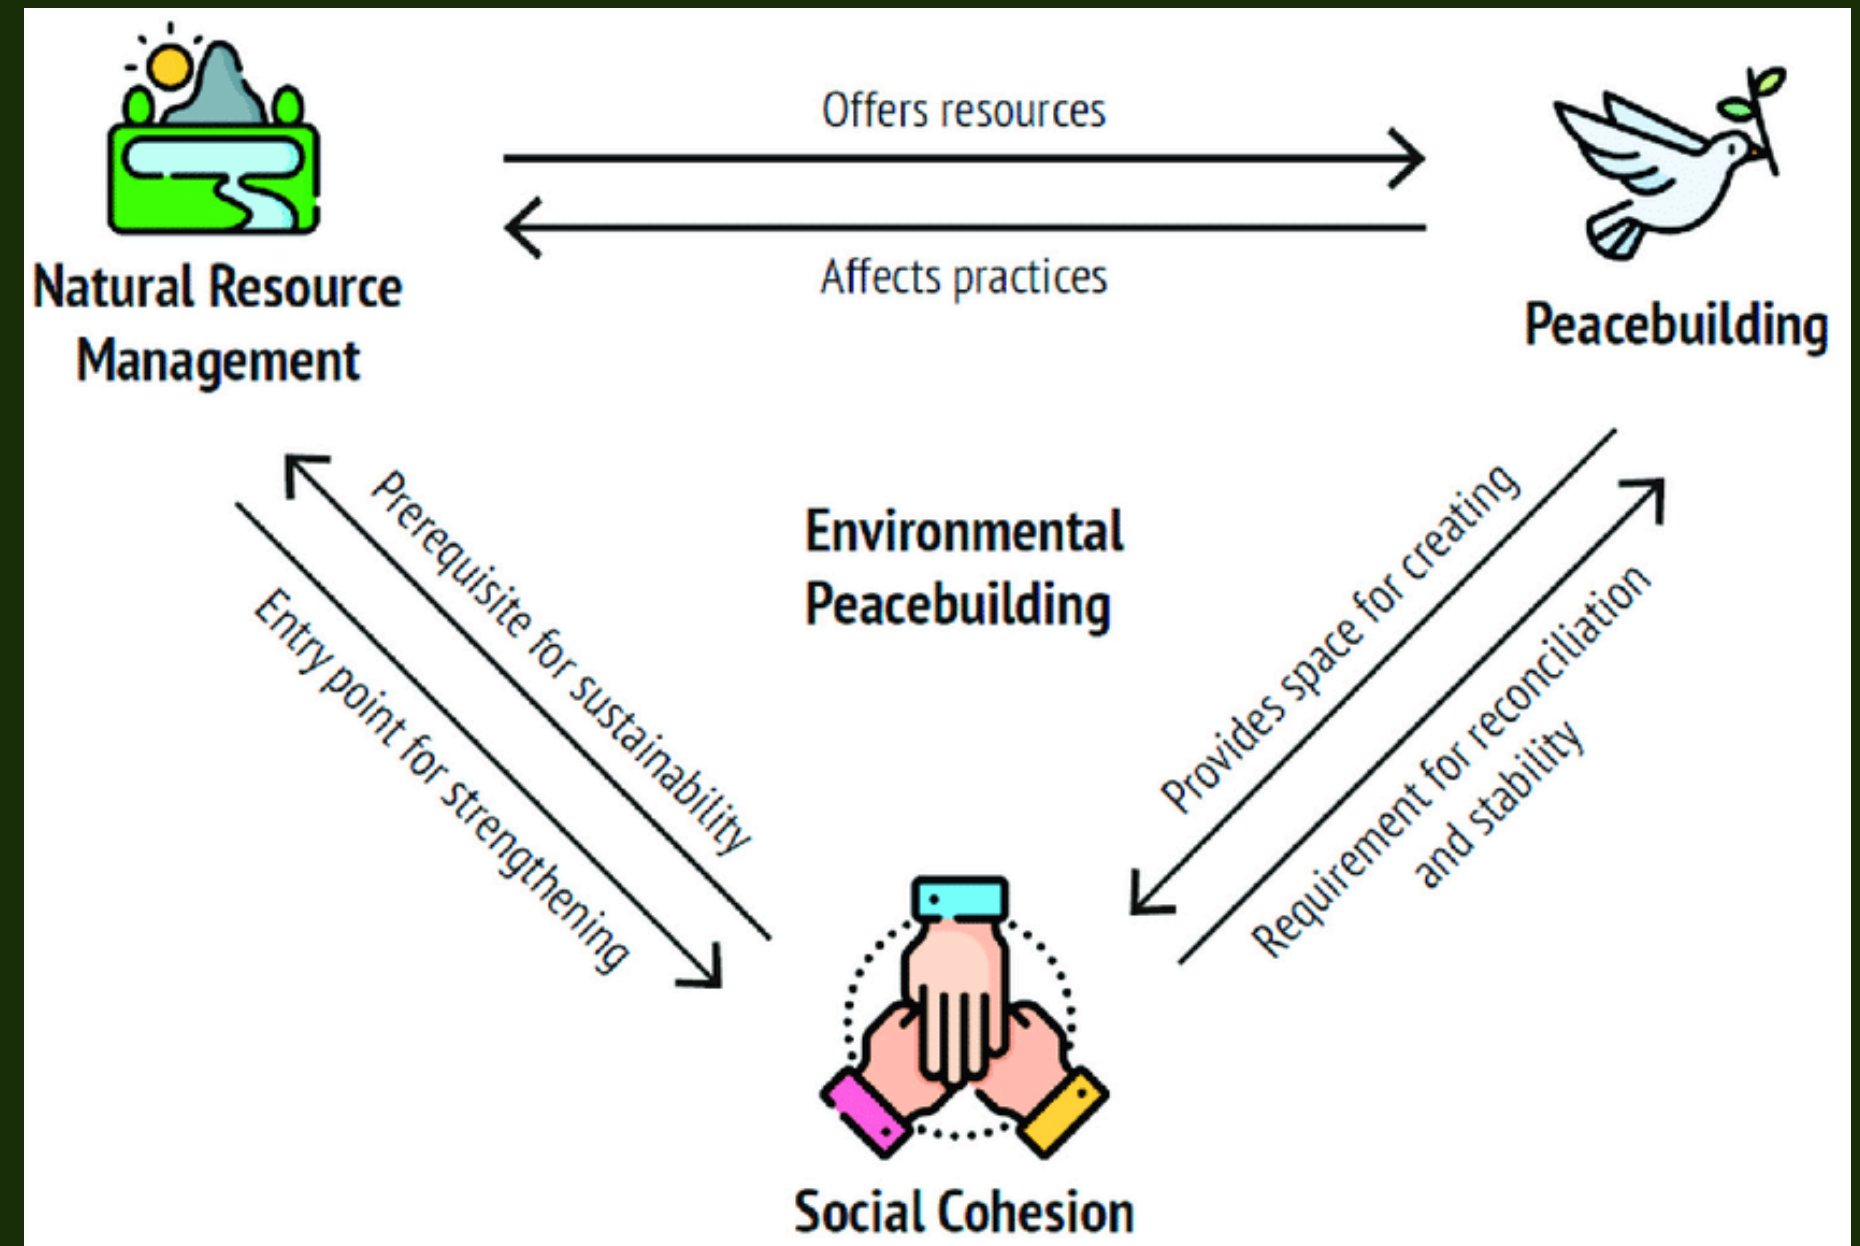 Offers resources
Affects practices
Natural Resource
Management
Peacebuilding
Prerequisite for sustainability
Entry point for strengthening
Environmental
Peacebuilding
Provides space for creating
Requirement for reconciliation
and stability
Social Cohesion